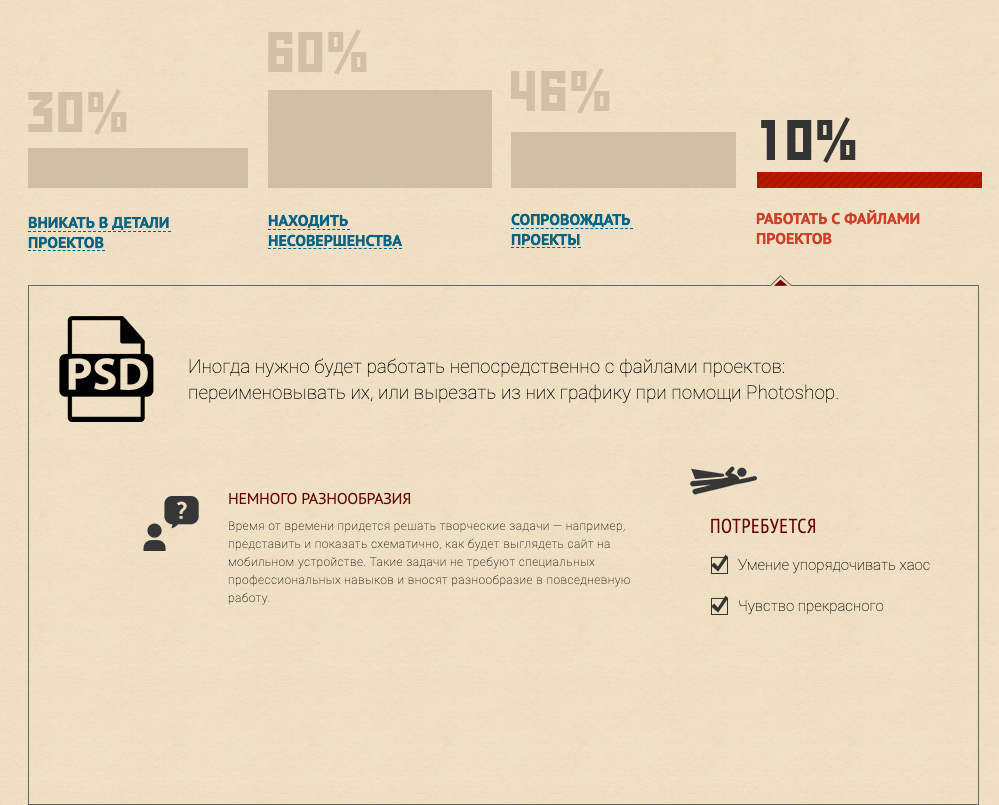 30%
60%
46%
10%
ВНИКАТЬ В ДЕТАЛИ
ПРОЕКТОВ
НАХОДИТЬ
НЕСОВЕРШЕНСТВА
СОПРОВОЖДАТЬ
ПРОЕКТЫ
РАБОТАТЬ С ФАЙЛАМИ
ПРОЕКТОВ
PSD
Иногда нужно будет работать непосредственно с файлами проектов:
переименовывать их, или вырезать из них графику при помощи Photoshop.
?
НЕМНОГО РАЗНООБРАЗИЯ
Время от времени придется решать творческие задачи — например,
представить и показать схематично, как будет выглядеть сайт на
мобильном устройстве. Такие задачи не требуют специальных
профессиональных навыков и вносят разнообразие в повседневную
работу.
ПОТРЕБУЕТСЯ
Умение упорядочивать хаос
Чувство прекрасного